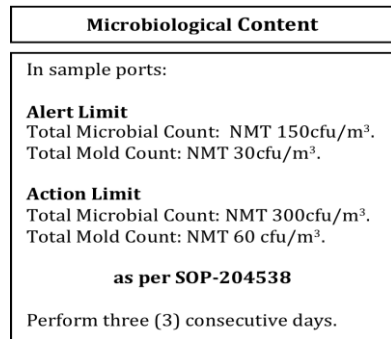 Microbiological Content
In sample ports:
Alert Limit
Total Microbial Count:  NMT 150cfu/m³.
Total Mold Count: NMT 30cfu/m³.
Action Limit
Total Microbial Count: NMT 300cfu/m³.
Total Mold Count: NMT 60 cfu/m³.
as per SOP-204538
Perform three (3) consecutive days.